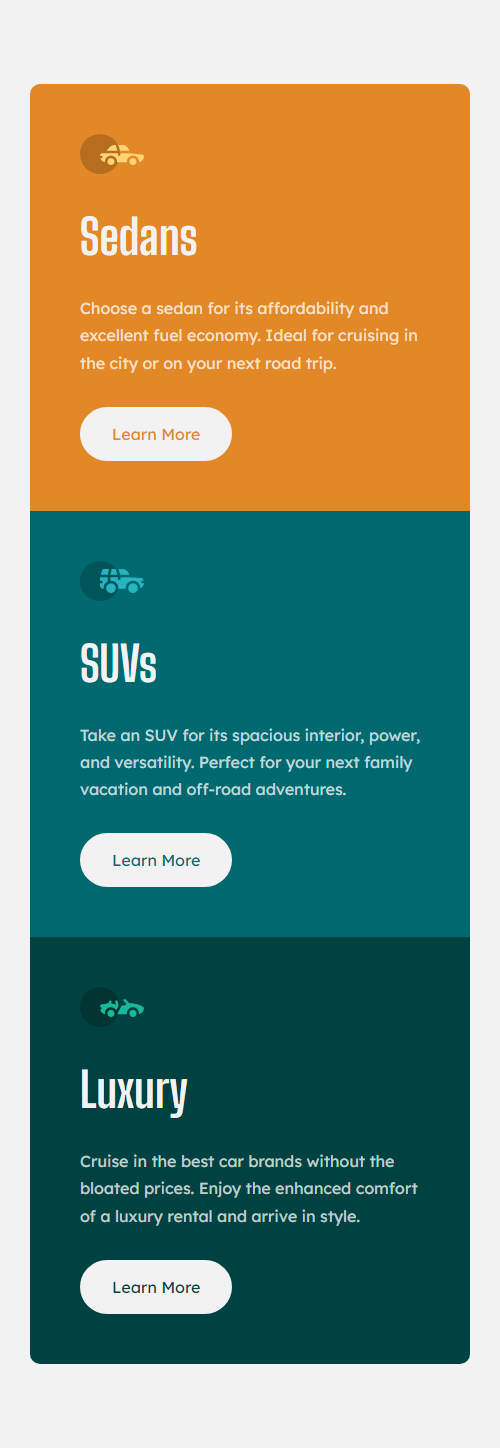 Sedans
Choose a sedan for its affordability and
excellent fuel economy. Ideal for cruising in
the city or on your next road trip.
Learn More
SUVs
Take an SUV for its spacious interior, power,
and versatility. Perfect for your next family
vacation and off-road adventures.
Learn More
Luxury
Cruise in the best car brands without the
bloated prices. Enjoy the enhanced comfort
of a luxury rental and arrive in style.
Learn More